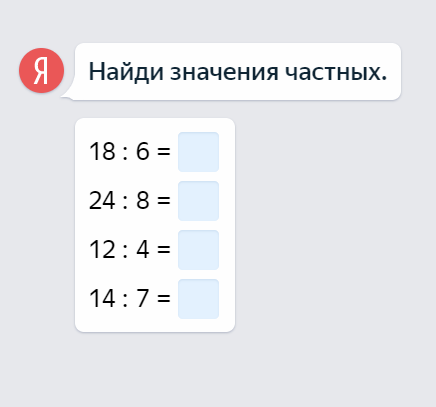 Я
Найди значения частных.
18 : 6 =
24 : 8 =
12 : 4 =
14 : 7 =